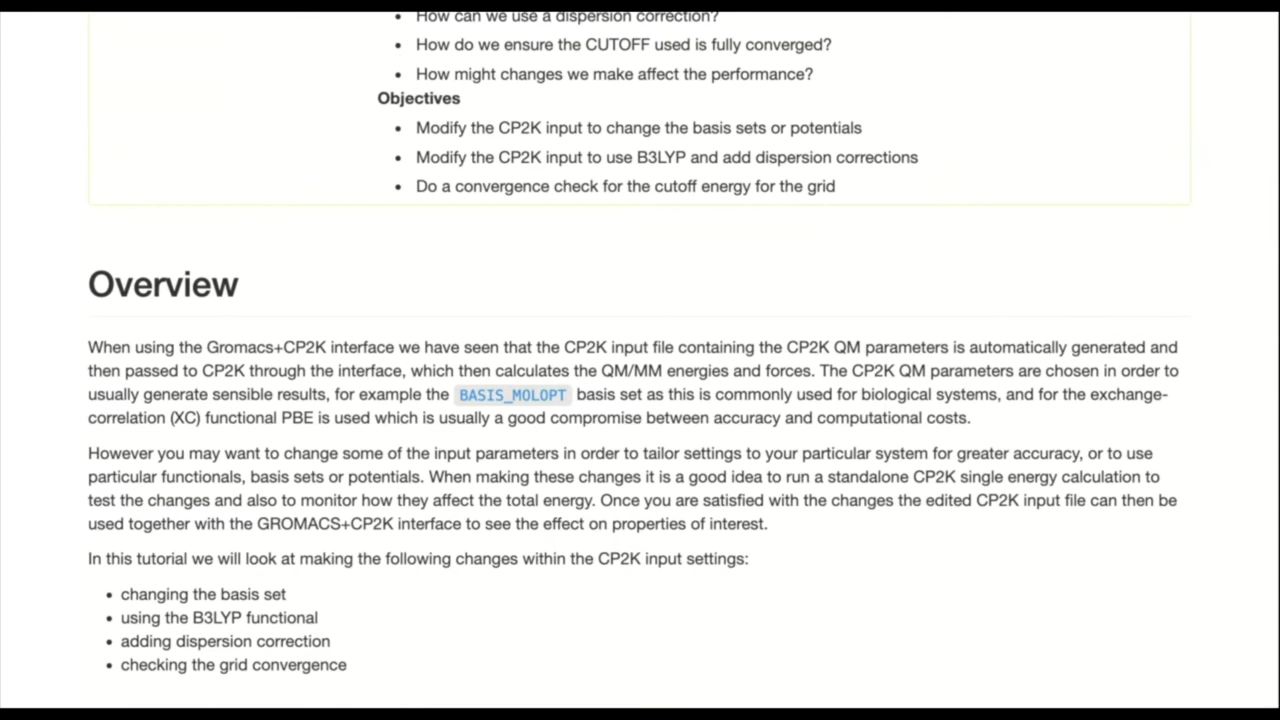 How can we use a dispersion correction?
How do we ensure the CUTOFF used is fully converged?
How might changes we make affect the performance?
Objectives
Modify the CP2K input to change the basis sets or potentials
Modify the CP2K input to use B3LYP and add dispersion corrections
Do a convergence check for the cutoff energy for the grid
Overview
When using the Gromacs+CP2K interface we have seen that the CP2K input file containing the CP2K QM parameters is automatically generated and
then passed to CP2K through the interface, which then calculates the QM/MM energies and forces. The CP2K QM parameters are chosen in order to
usually generate sensible results, for example the BASIS_MOLOPT basis set as this is commonly used for biological systems, and for the exchange-
correlation (XC) functional PBE is used which is usually a good compromise between accuracy and computational costs.
However you may want to change some of the input parameters in order to tailor settings to your particular system for greater accuracy, or to use
particular functionals, basis sets or potentials. When making these changes it is a good idea to run a standalone CP2K single energy calculation to
test the changes and also to monitor how they affect the total energy. Once you are satisfied with the changes the edited CP2K input file can then be
used together with the GROMACS+CP2K interface to see the effect on properties of interest.
In this tutorial we will look at making the following changes within the CP2K input settings:
changing the basis set
using the B3LYP functional
adding dispersion correction
checking the grid convergence